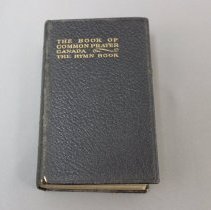 THE BOOK OF
COMMON PRAYER
CANADA
THE HYMN BOOK